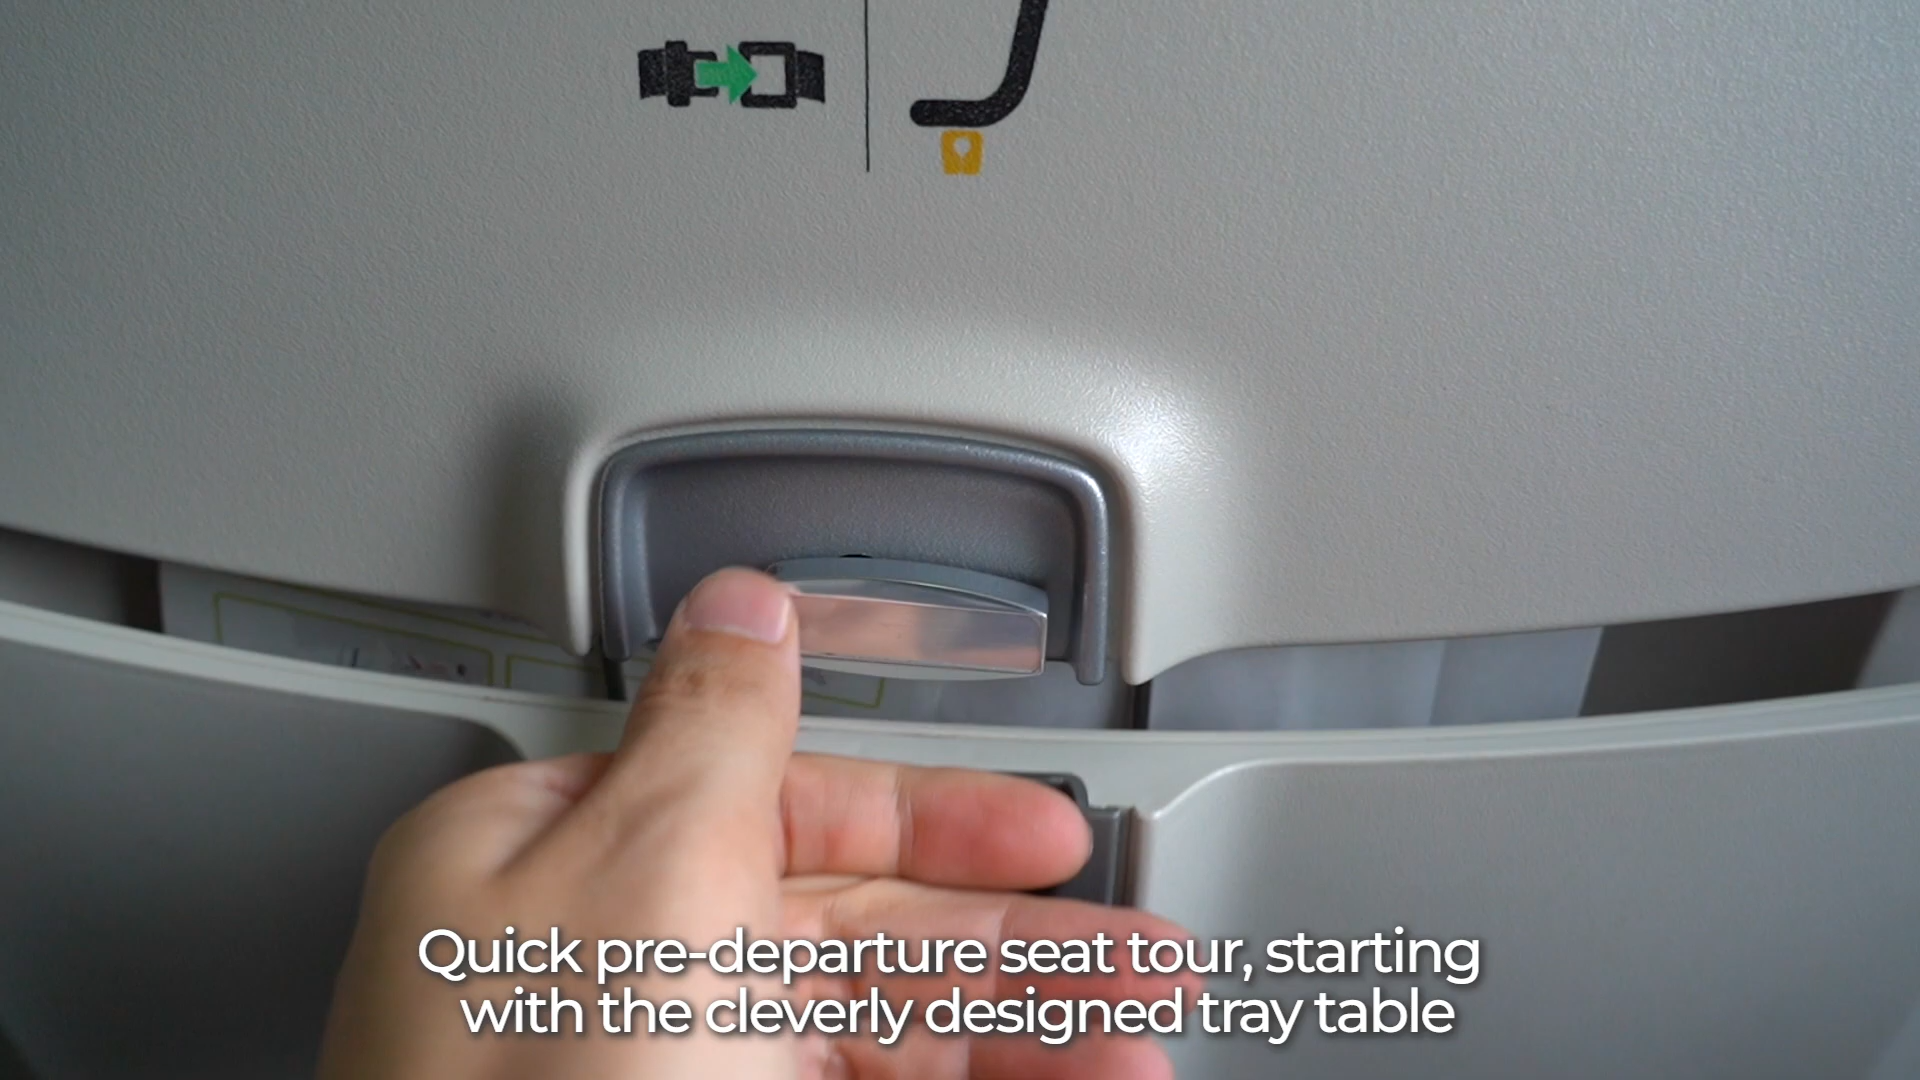 Quick pre-departure seat tour, starting
with the cleverly designed tray table